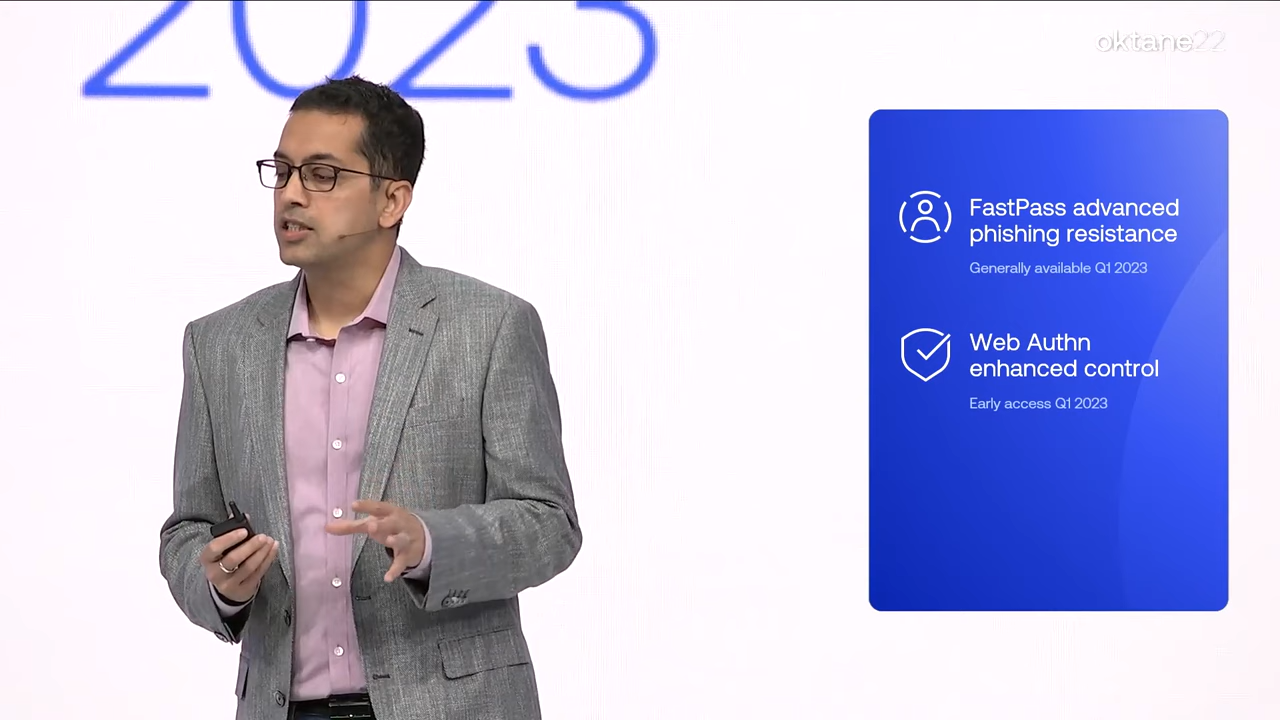 2023
oktane22
FastPass advanced
phishing resistance
Generally available Q1 2023
Web Authn
enhanced control
Early access Q1 2023